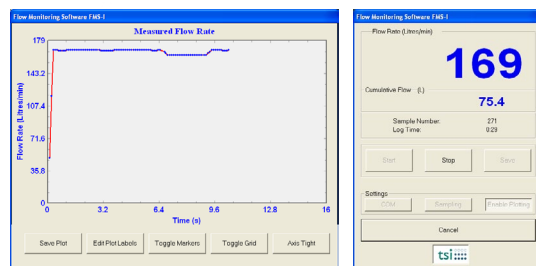 Flow Monitoring Software FMS-I
Measured Flow Rate
179
143.2
107.4
71.6
35.8
0
Flow Rate (Litres/min)
0 3.2 6.4 9.6 12.8 16
Time (s)
Save Plot Edit Plot Labels Toggle Markers Toggle Grid Axis Tight
Flow Monitoring Software FMS-I
Flow Rate (Litres/min)
169
Cumulative Flow (L)
75.4
Sample Number: 271
Log Time: 0:29
Start Stop Save
Settings
COM Sampling Enable Plotting
Cancel
tsi